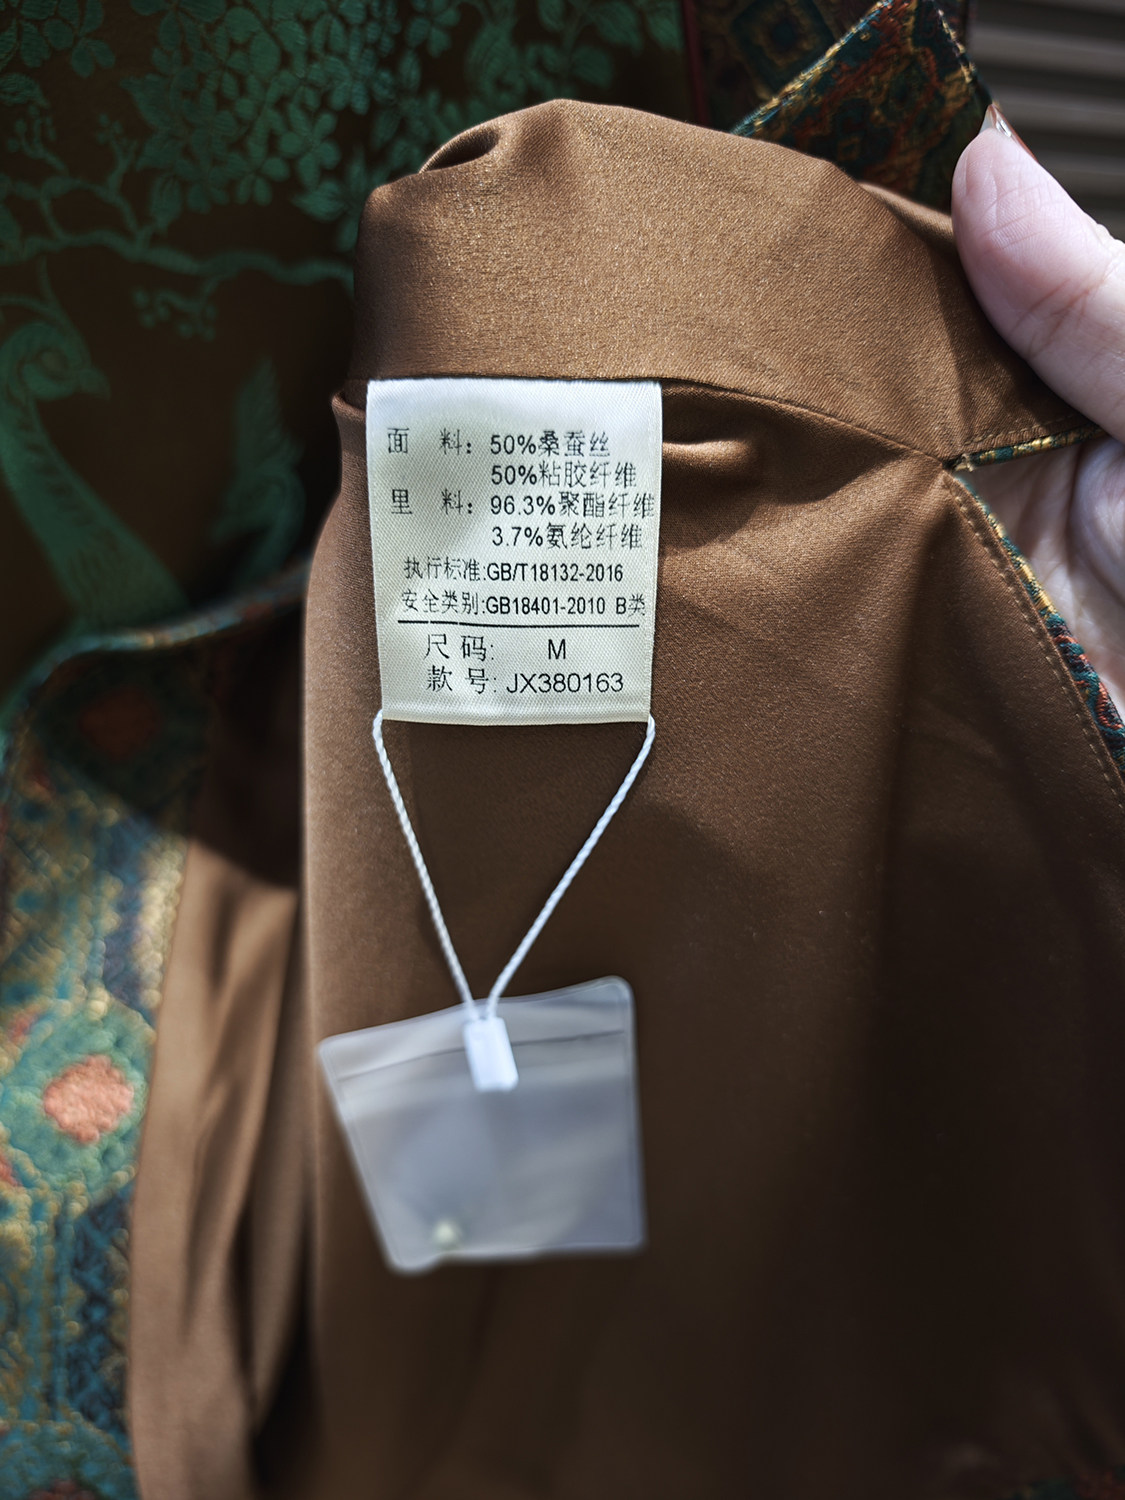 面 料：50%桑蚕丝
50%粘胶纤维
里 料：96.3%聚酯纤维
3.7%氨纶纤维
执行标准:GB/T18132-2016
安全类别:GB18401-2010 B类
尺 码: M
款 号: JX380163